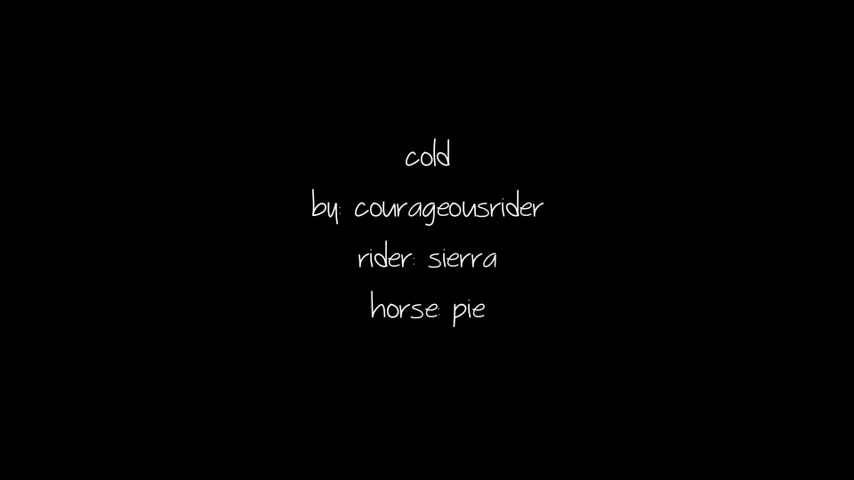 cold
by: courageousrider
rider: sierra
horse: pie